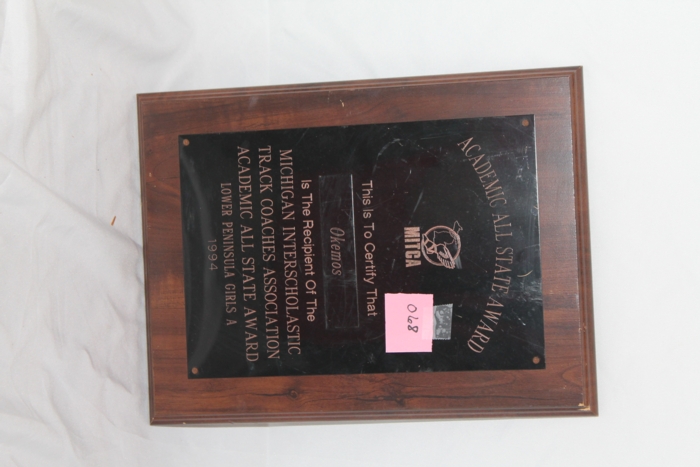 ACADEMIC ALL STATE AWARD
MITCA
068
This Is To Certify That
Okemos
Is The Recipient Of The
MICHIGAN INTERSCHOLASTIC
TRACK COACHES ASSOCIATION
ACADEMIC ALL STATE AWARD
LOWER PENINSULA GIRLS A
1994